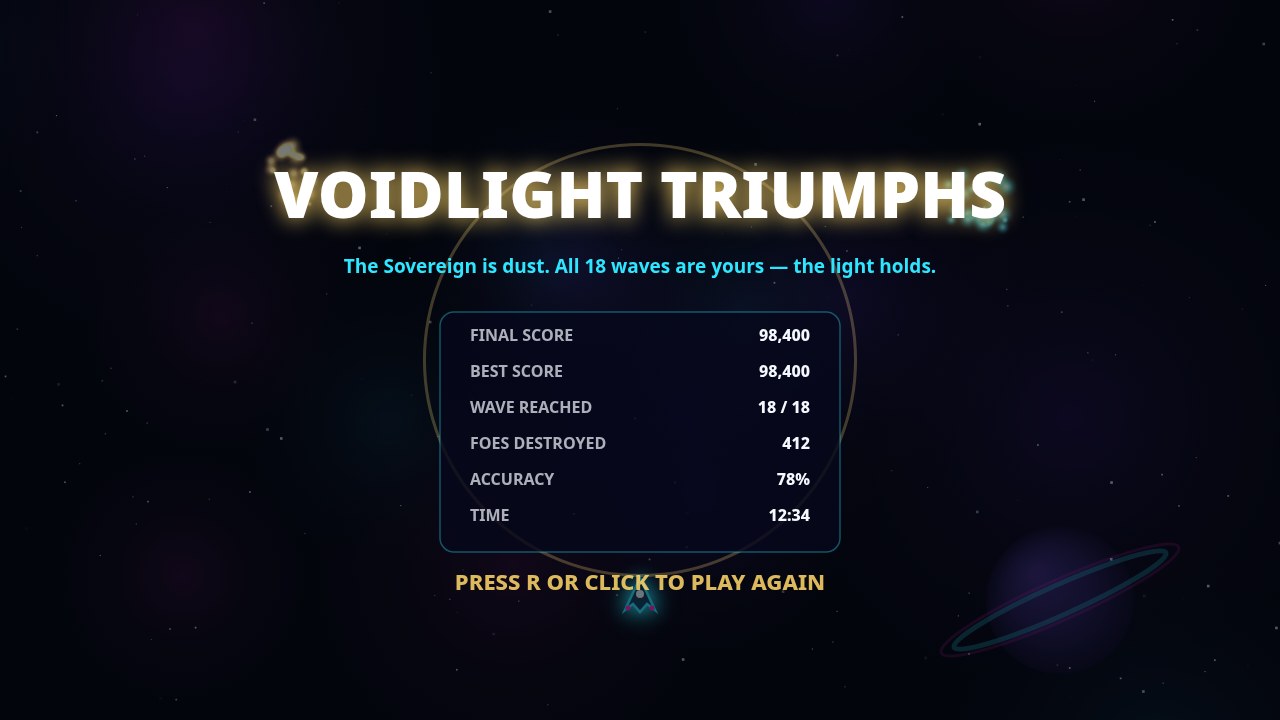 VOIDLIGHT TRIUMPHS
The Sovereign is dust. All 18 waves are yours — the light holds.
FINAL SCORE 98,400
BEST SCORE 98,400
WAVE REACHED 18 / 18
FOES DESTROYED 412
ACCURACY 78%
TIME 12:34
PRESS R OR CLICK TO PLAY AGAIN